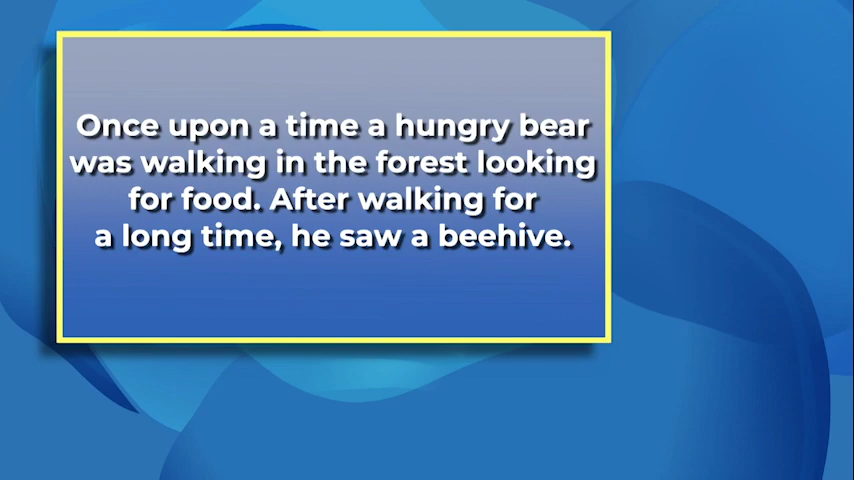 Once upon a time a hungry bear
was walking in the forest looking
for food. After walking for
a long time, he saw a beehive.